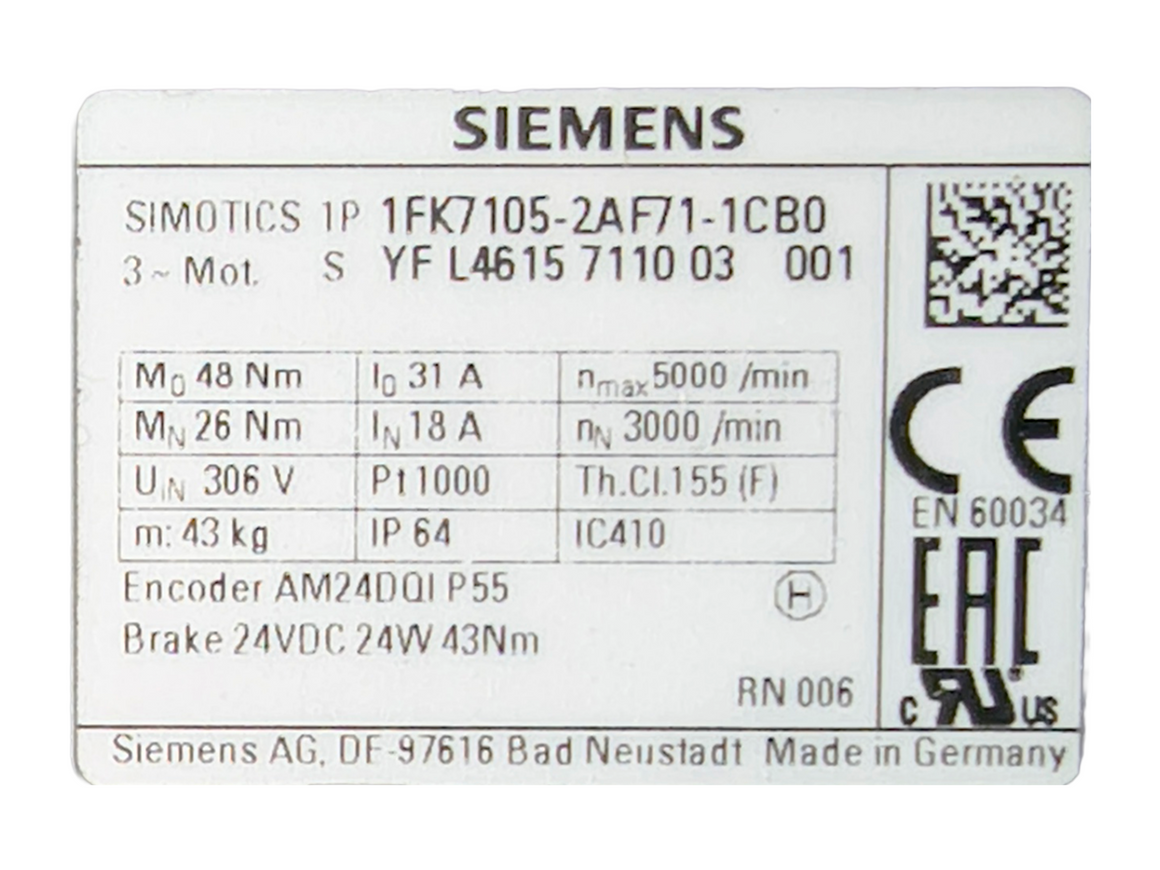 SIEMENS
SIMOTICS 1P 1FK7105-2AF71-1CB0
3 ~ Mot. S YF L4615 7110 03 001
M0 48 Nm I0 31 A nmax 5000 /min
MN 26 Nm IN 18 A nN 3000 /min
UIN 306 V Pt1000 Th.Cl.155 (F)
m: 43 kg IP 64 IC410
Encoder AM24DQI P55 H
Brake 24VDC 24W 43Nm
RN 006
CE
EN 60034
EAC
c RU US
Siemens AG, DE-97616 Bad Neustadt Made in Germany